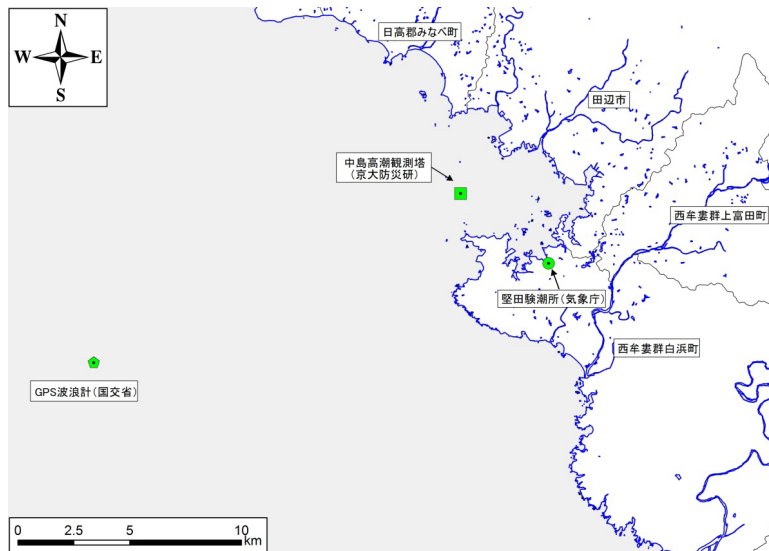 N
W E
S
日高郡みなべ町
田辺市
中島高潮観測塔
(京大防災研)
西牟婁群上富田町
堅田験潮所(気象庁)
西牟婁群白浜町
GPS波浪計(国交省)
0 2.5 5 10
km